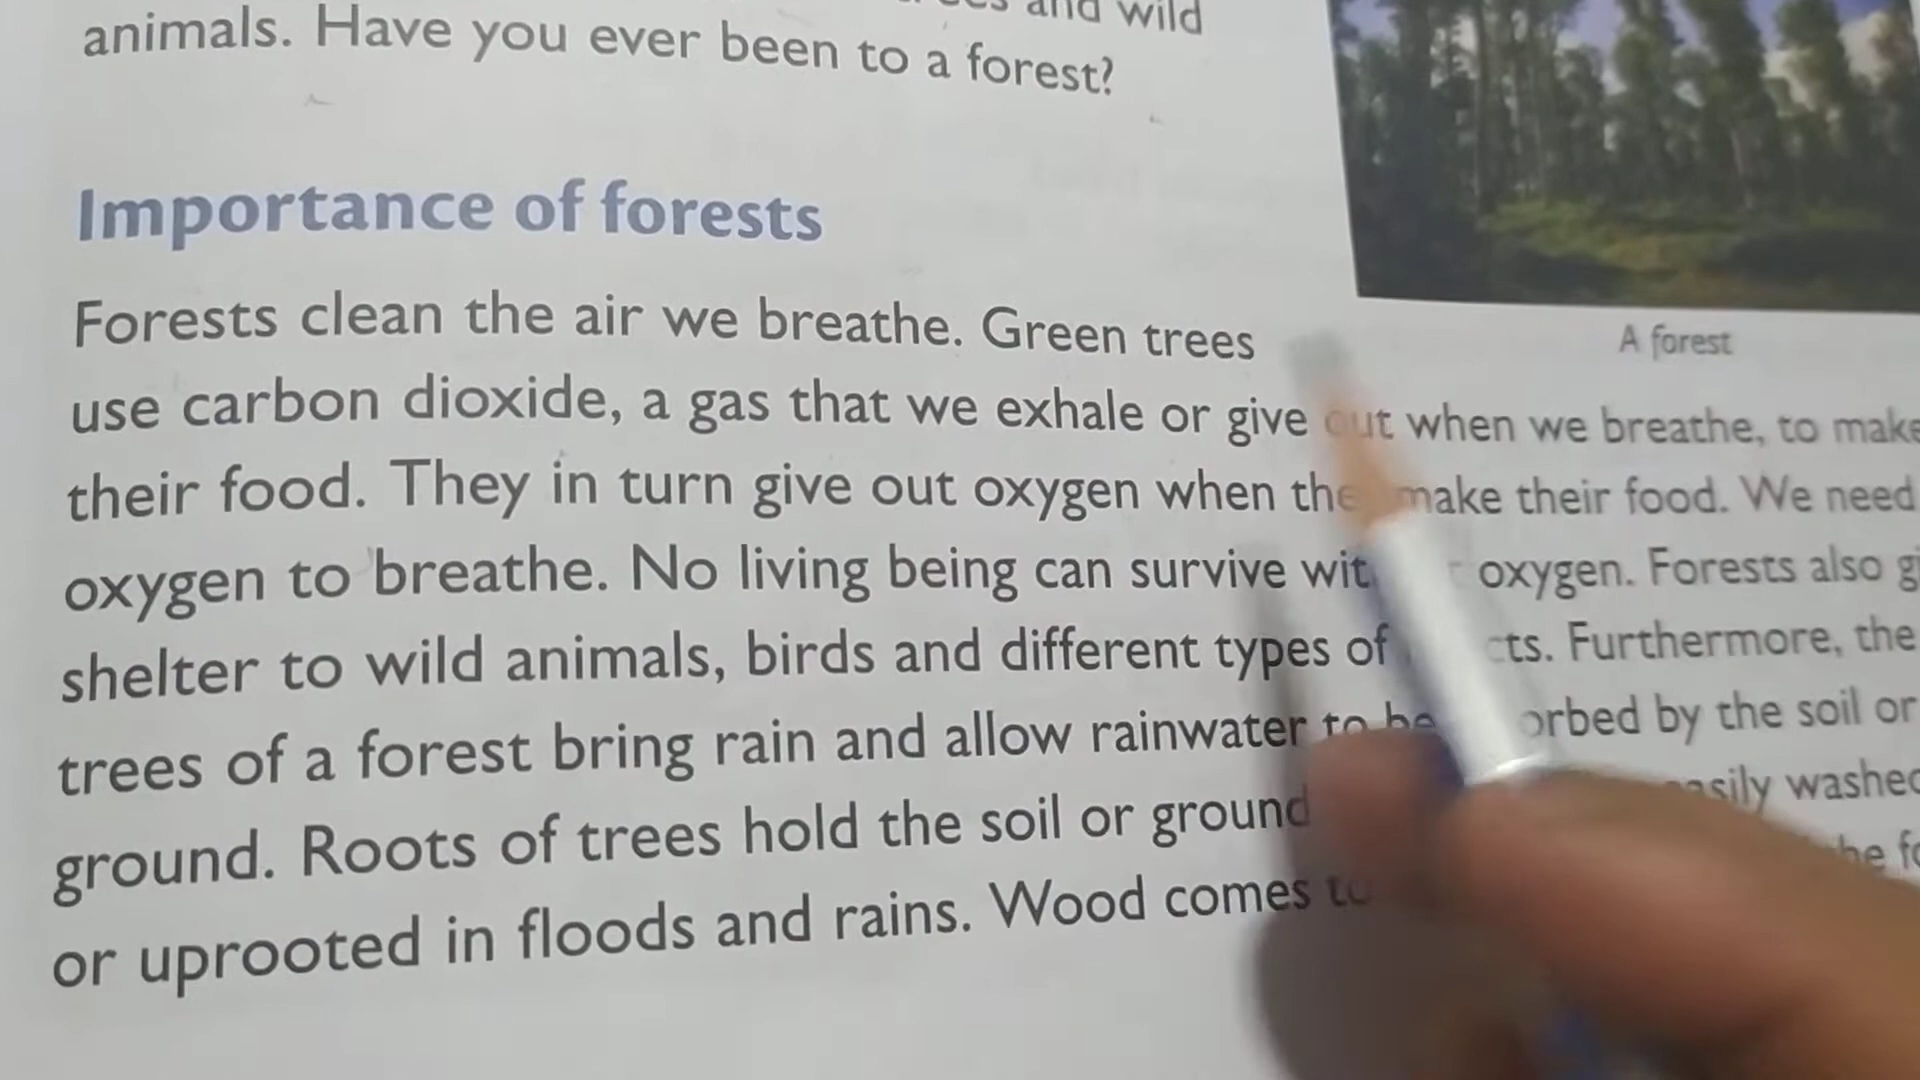 and wild
animals. Have you ever been to a forest?
Importance of forests
A forest
Forests clean the air we breathe. Green trees
use carbon dioxide, a gas that we exhale or give out when we breathe, to make
their food. They in turn give out oxygen when make their food. We need
oxygen to breathe. No living being can survive oxygen. Forests also
shelter to wild animals, birds and different types of Furthermore, the
trees of a forest bring rain and allow rainwater to be by the soil or
ground. Roots of trees hold the soil or ground washed
or uprooted in floods and rains. Wood comes